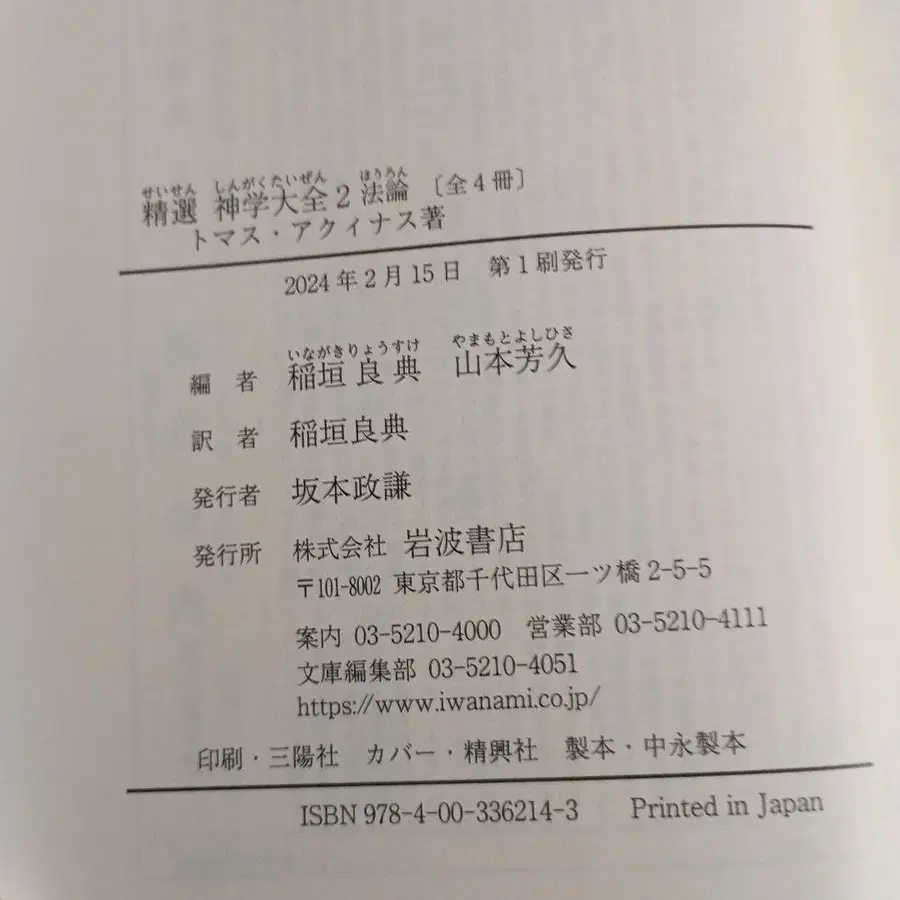 せいせん しんがくたいぜん ほうろん
精選 神学大全2 法論 〔全4冊〕
トマス・アクィナス著
2024年2月15日 第1刷発行
いながきりょうすけ やまもとよしひさ
編者 稲垣良典 山本芳久
訳者 稲垣良典
発行者 坂本政謙
発行所 株式会社 岩波書店
〒101-8002 東京都千代田区一ツ橋2-5-5
案内 03-5210-4000 営業部 03-5210-4111
文庫編集部 03-5210-4051
https://www.iwanami.co.jp/
印刷・三陽社 カバー・精興社 製本・中永製本
ISBN 978-4-00-336214-3 Printed in Japan